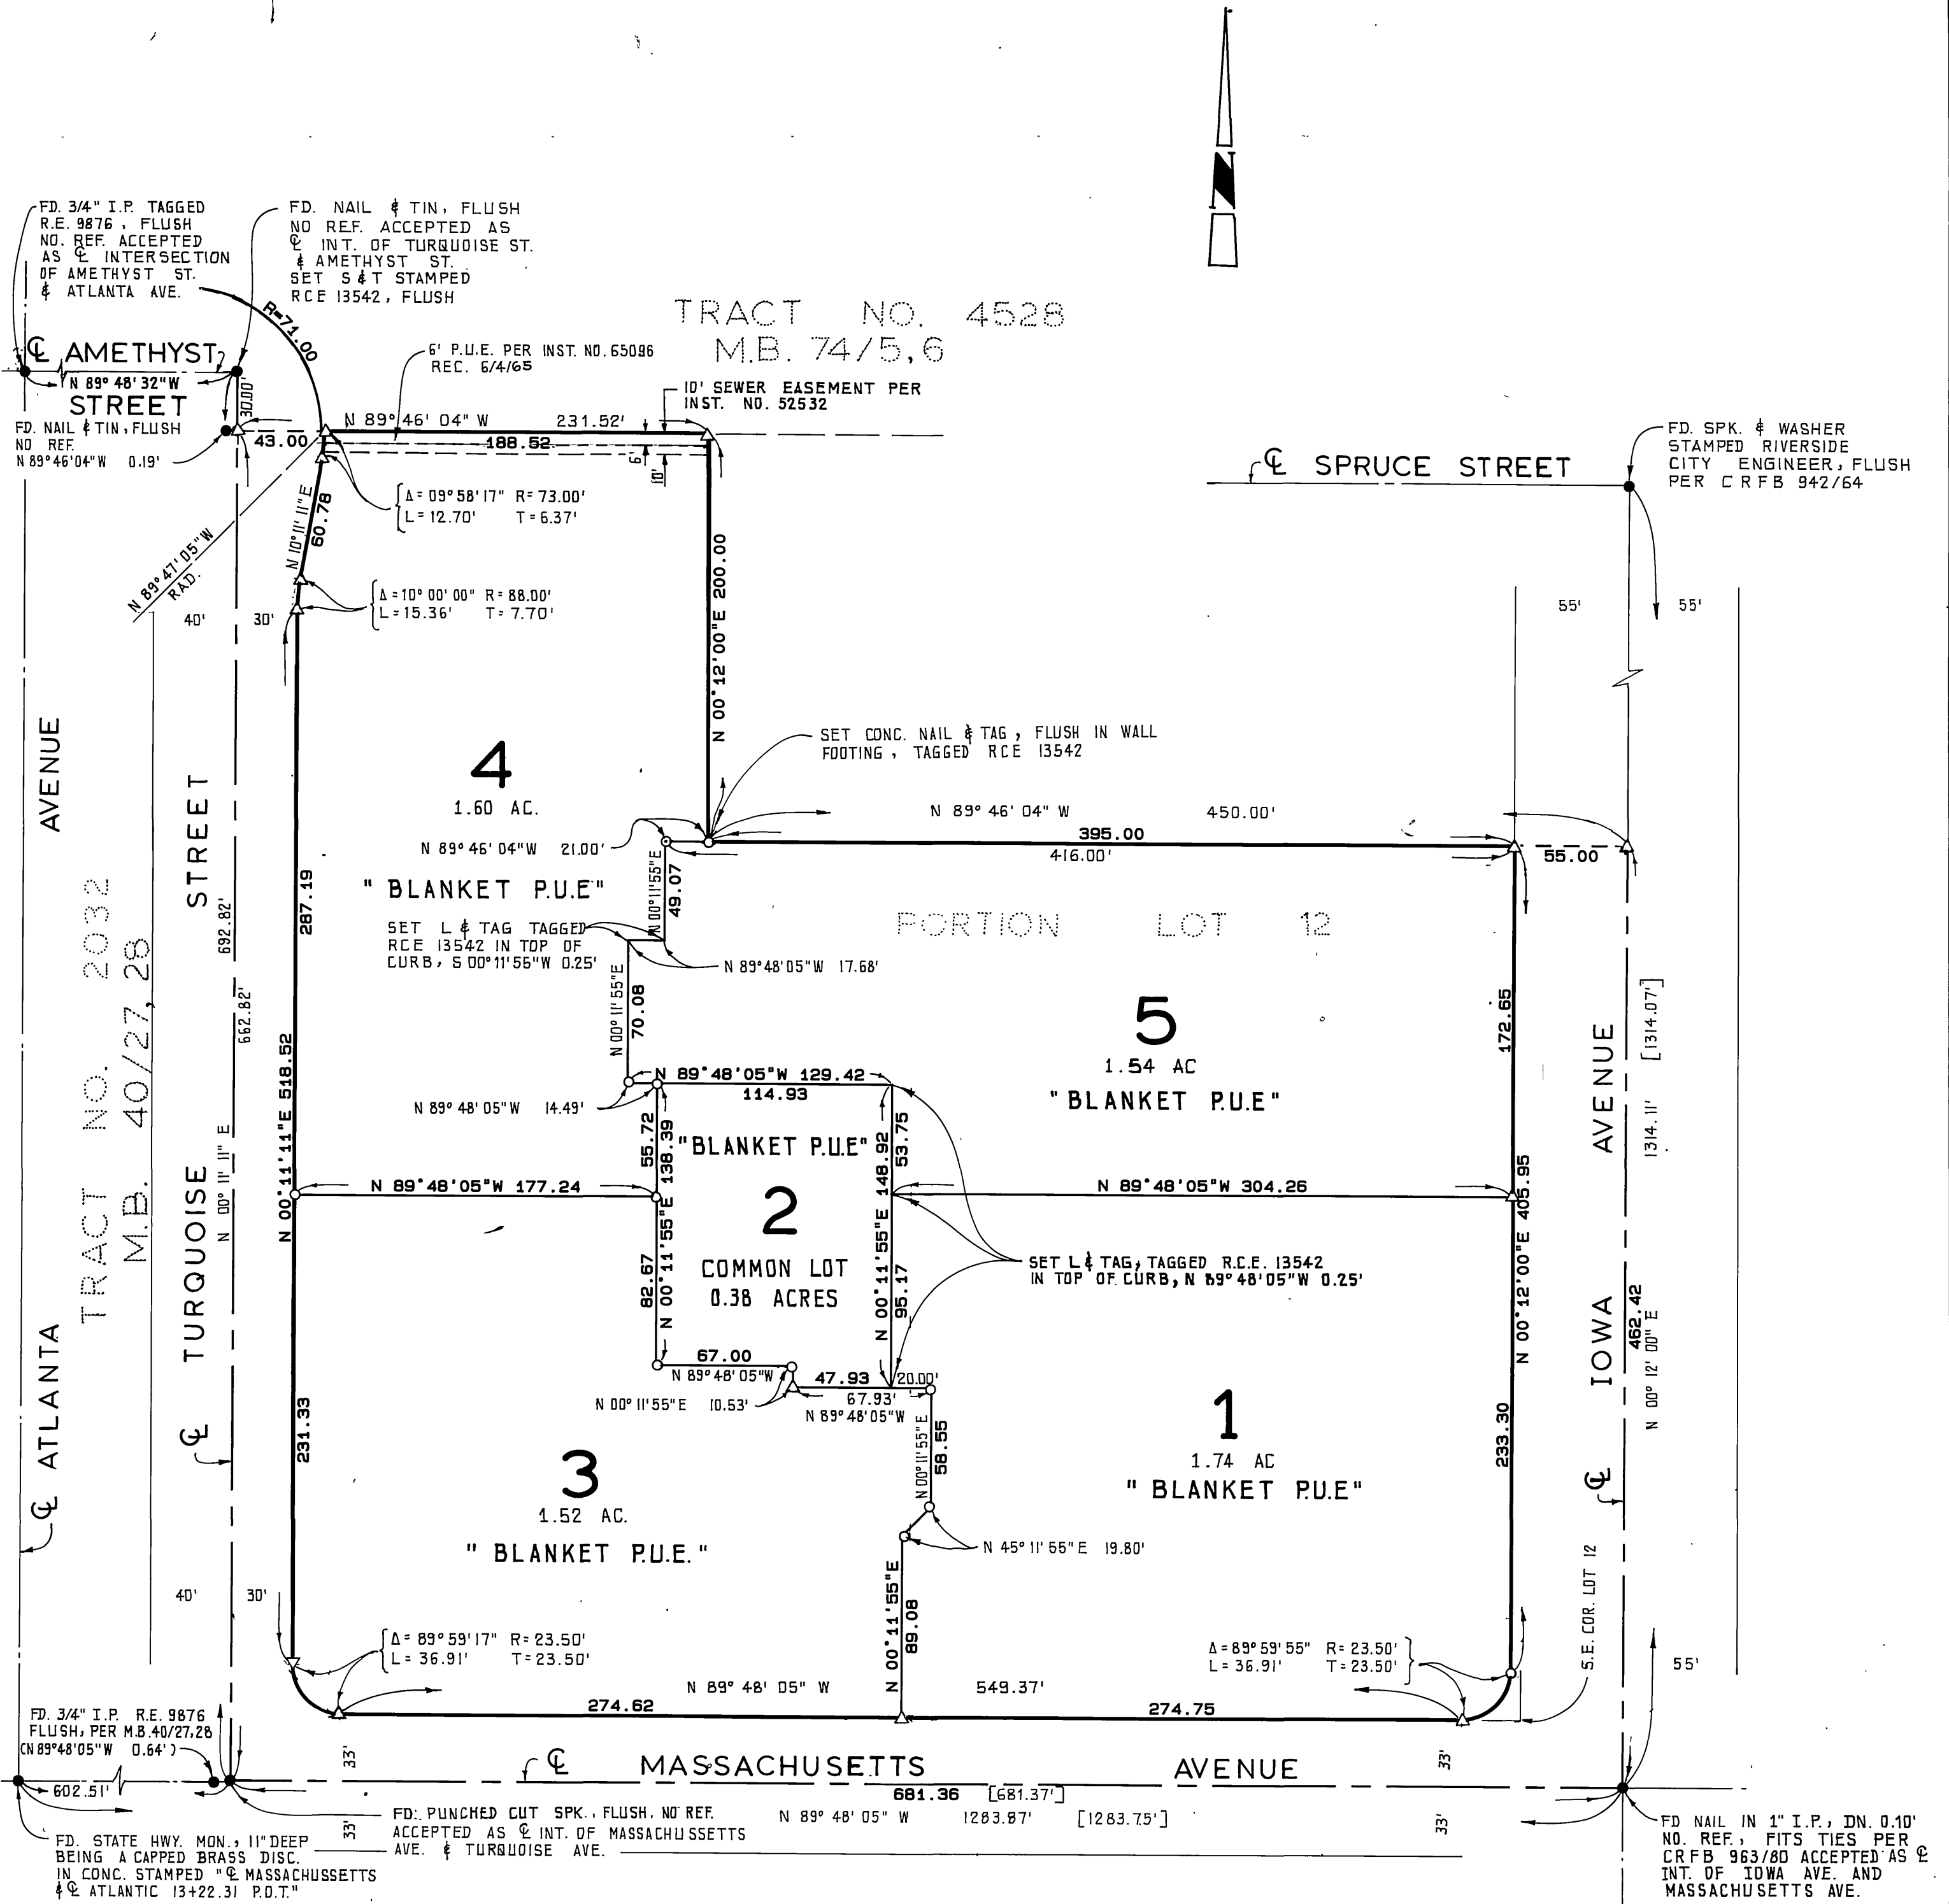 N
FD. 3/4" I.P. TAGGED
R.E. 9876, FLUSH
NO. REF. ACCEPTED
AS ℄ INTERSECTION
OF AMETHYST ST.
& ATLANTA AVE.
FD. NAIL & TIN, FLUSH
NO REF. ACCEPTED AS
℄ INT. OF TURQUOISE ST.
& AMETHYST ST.
SET S & T STAMPED
RCE 13542, FLUSH
R=71.00
TRACT NO. 4528
M.B. 74/5,6
℄ AMETHYST
N 89° 48' 32"W
STREET
30.00'
FD. NAIL & TIN, FLUSH
NO REF.
N 89°46'04"W 0.19'
43.00
6' P.U.E. PER INST. NO. 65096
REC. 6/4/65
10' SEWER EASEMENT PER
INST. NO. 52532
N 89°46' 04" W 231.52'
188.52
6'
10'
℄ SPRUCE STREET
FD. SPK. & WASHER
STAMPED RIVERSIDE
CITY ENGINEER, FLUSH
PER CRFB 942/64
Δ = 09°58'17" R= 73.00'
L = 12.70' T = 6.37'
N 10°11'11"E
60.78
N 89°47'05"W
RAD.
Δ = 10° 00' 00" R = 88.00'
L = 15.36' T = 7.70'
40' 30'
55' 55'
N 00°12'00"E 200.00
SET CONC. NAIL & TAG, FLUSH IN WALL
FOOTING, TAGGED RCE 13542
AVENUE
STREET
4
1.60 AC.
N 89° 46' 04" W 450.00'
395.00
416.00'
55.00
N 89° 46' 04"W 21.00'
" BLANKET P.U.E"
N 00°11'55"E
49.07
287.19
692.82'
TRACT NO. 2032
M.B. 40/27, 28
PORTION LOT 12
SET L & TAG TAGGED
RCE 13542 IN TOP OF
CURB, S 00°11'55"W 0.25'
N 89°48'05"W 17.68'
N 00°11'55"E
70.08
662.82'
5
1.54 AC
"BLANKET P.U.E"
172.65
AVENUE
[1314.07']
1314.11'
N 89°48'05"W 129.42
114.93
N 89° 48' 05"W 14.49'
N 00°11'11"E 518.52
N 00° 11' 11" E
55.72
N 00°11'55"E 138.39
"BLANKET P.U.E"
N 00°11'55"E 148.92
53.75
N 89°48'05"W 177.24
N 89°48'05"W 304.26
2
COMMON LOT
0.38 ACRES
82.67
95.17
SET L & TAG, TAGGED R.C.E. 13542
IN TOP OF CURB, N 89°48'05"W 0.25'
N 00°12'00"E 405.95
TURQUOISE
℄
℄ ATLANTA
IOWA
℄
462.42
N 00° 12' 00" E
67.00
N 89°48'05"W
N 00°11'55"E 10.53'
47.93
20.00'
67.93'
N 89°48'05"W
N 00°11'55"E
58.55
231.33
233.30
3
1.52 AC.
" BLANKET P.U.E. "
1
1.74 AC
" BLANKET P.U.E"
N 45°11'55"E 19.80'
S.E. COR. LOT 12
40' 30'
N 00°11'55"E
89.08
Δ = 89°59'17" R= 23.50'
L = 36.91' T=23.50'
Δ=89°59'55" R= 23.50'
L = 36.91' T = 23.50'
55'
N 89° 48' 05" W 549.37'
274.62
274.75
FD. 3/4" I.P. R.E. 9876
FLUSH, PER M.B.40/27,28
(N 89°48'05"W 0.64')
602.51'
33'
33'
℄ MASSACHUSETTS AVENUE
681.36 [681.37']
N 89° 48' 05" W 1283.87' [1283.75']
33'
33'
FD. PUNCHED CUT SPK., FLUSH, NO REF.
ACCEPTED AS ℄ INT. OF MASSACHUSSETTS
AVE. & TURQUOISE AVE.
FD. STATE HWY. MON., 11" DEEP
BEING A CAPPED BRASS DISC.
IN CONC. STAMPED "℄ MASSACHUSSETTS
& ℄ ATLANTIC 13+22.31 P.O.T."
FD NAIL IN 1" I.P., DN. 0.10'
NO. REF., FITS TIES PER
CRFB 963/80 ACCEPTED AS ℄
INT. OF IOWA AVE. AND
MASSACHUSETTS AVE.